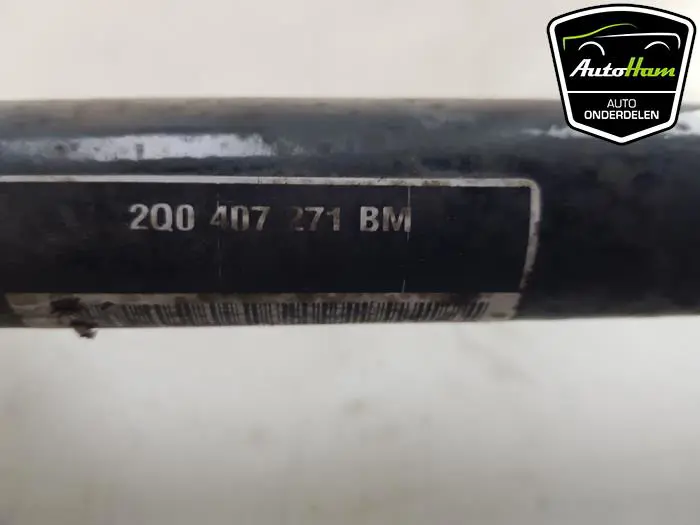 AutoHam
AUTO
ONDERDELEN
2Q0 407 271 BM